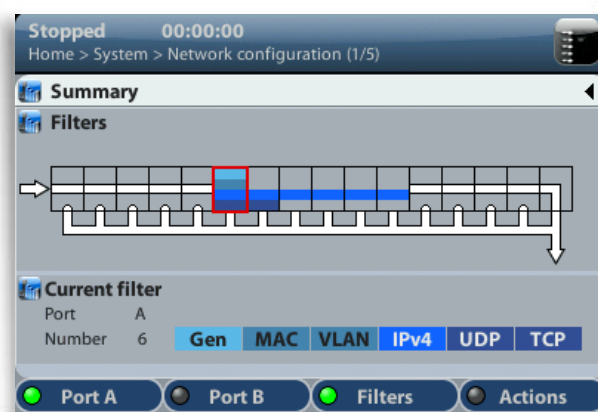 Stopped 00:00:00
Home > System > Network configuration (1/5)
Summary
Filters
Current filter
Port A
Number 6 Gen MAC VLAN IPv4 UDP TCP
Port A Port B Filters Actions